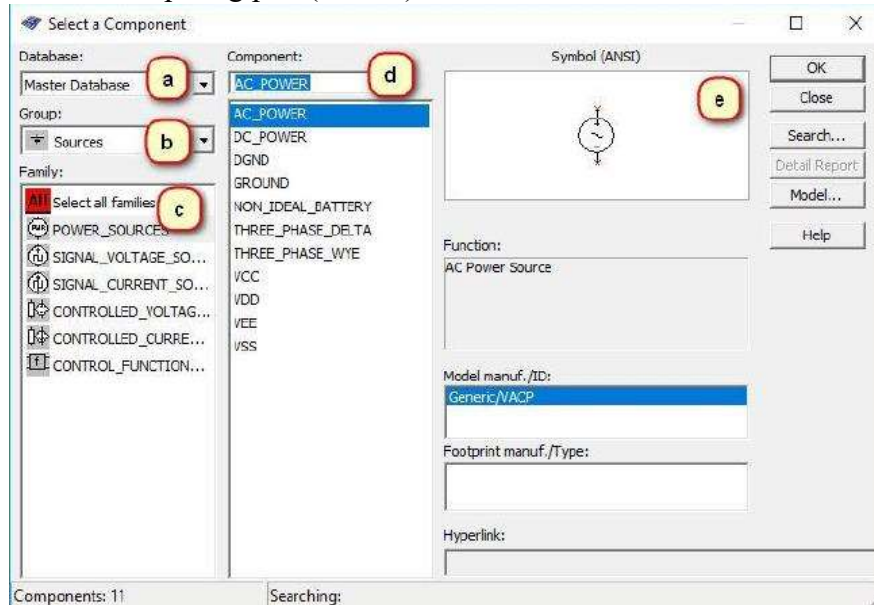 Select a Component
Database:
Master Database
a
Group:
Sources
b
Family:
Select all families
c
POWER_SOURCES
SIGNAL_VOLTAGE_SO...
SIGNAL_CURRENT_SO...
CONTROLLED_VOLTAG...
CONTROLLED_CURRE...
CONTROL_FUNCTION...
Component:
AC_POWER
d
AC_POWER
DC_POWER
DGND
GROUND
NON_IDEAL_BATTERY
THREE_PHASE_DELTA
THREE_PHASE_WYE
VCC
VDD
VEE
VSS
Symbol (ANSI)
e
Function:
AC Power Source
Model manuf./ID:
Generic/VACP
Footprint manuf./Type:
Hyperlink:
OK
Close
Search...
Detail Report
Model...
Help
Components: 11
Searching: